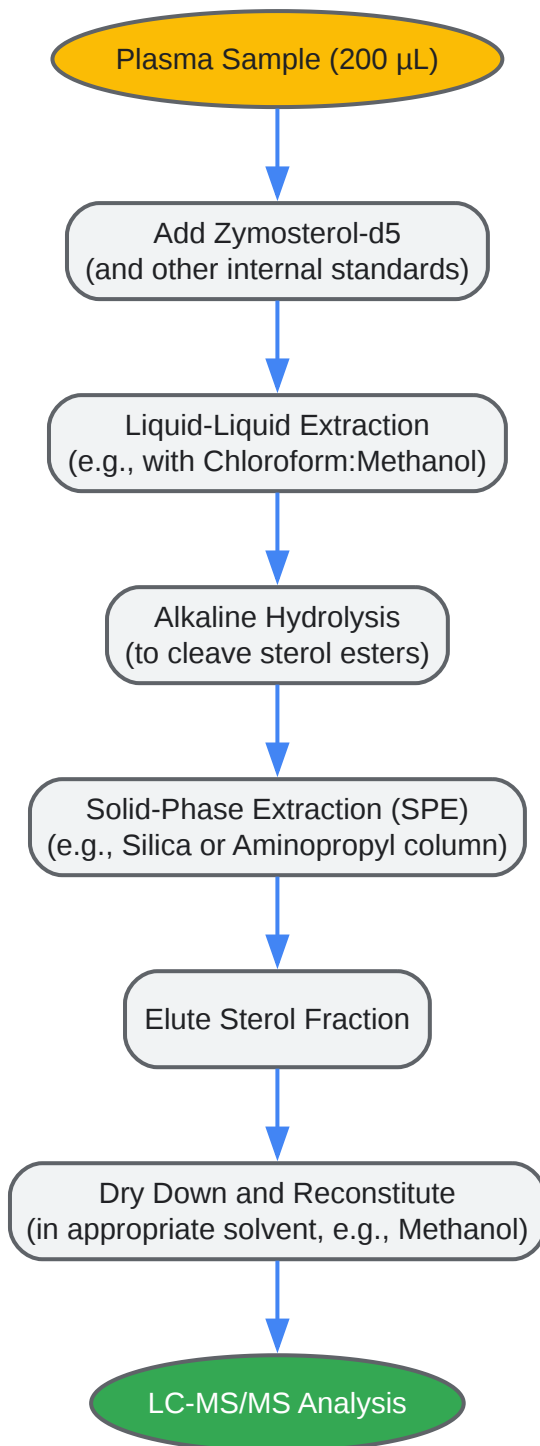 Plasma Sample (200 µL)
Add Zymosterol-d5
(and other internal standards)
Liquid-Liquid Extraction
(e.g., with Chloroform:Methanol)
Alkaline Hydrolysis
(to cleave sterol esters)
Solid-Phase Extraction (SPE)
(e.g., Silica or Aminopropyl column)
Elute Sterol Fraction
Dry Down and Reconstitute
(in appropriate solvent, e.g., Methanol)
LC-MS/MS Analysis